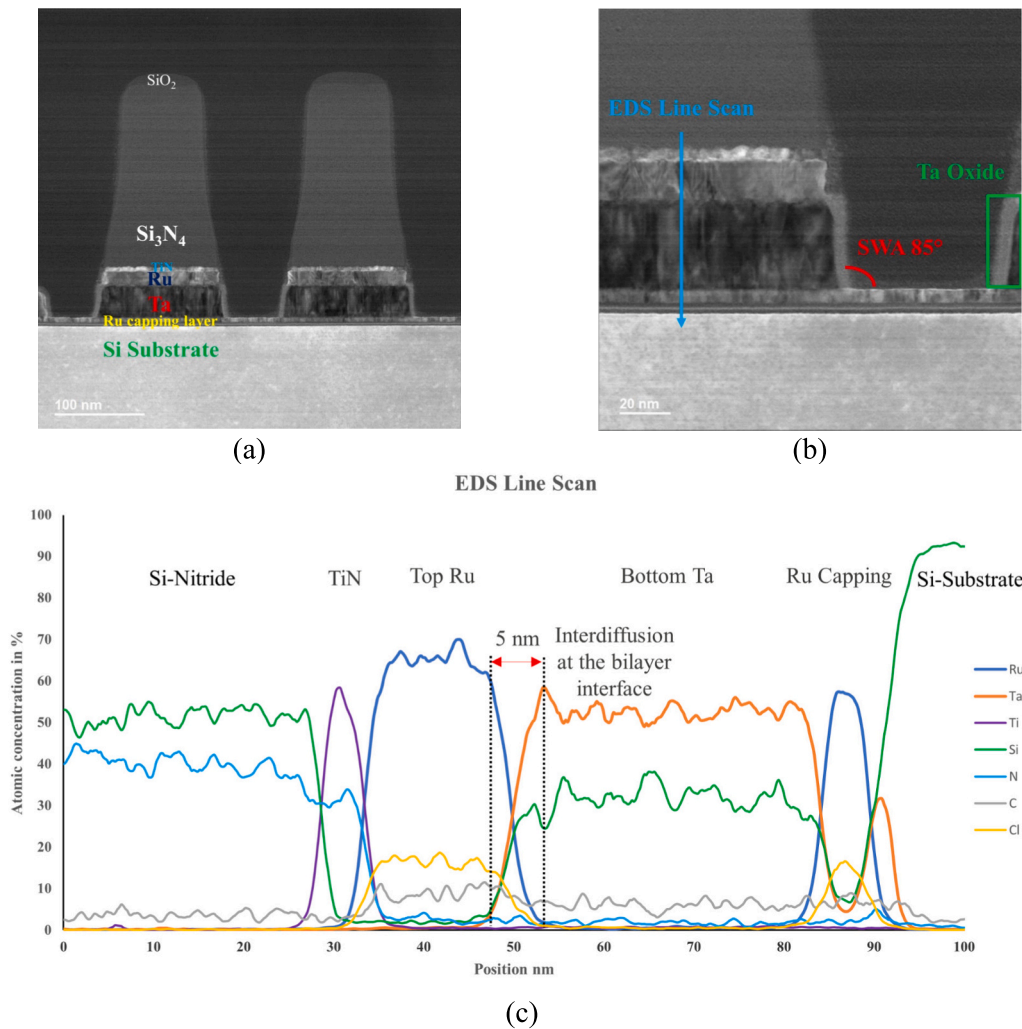 SiO₂
Si₃N₄
TiN
Ru
Ta
Ru capping layer
Si Substrate
100 nm
(a)
EDS Line Scan
Ta Oxide
SWA 85°
20 nm
(b)
EDS Line Scan
Atomic concentration in %
100
90
80
70
60
50
40
30
20
10
0
Si-Nitride
TiN
Top Ru
Bottom Ta
Ru Capping
Si-Substrate
5 nm
Interdiffusion
at the bilayer
interface
Ru
Ta
Ti
Si
N
C
Cl
0 10 20 30 40 50 60 70 80 90 100
Position nm
(c)